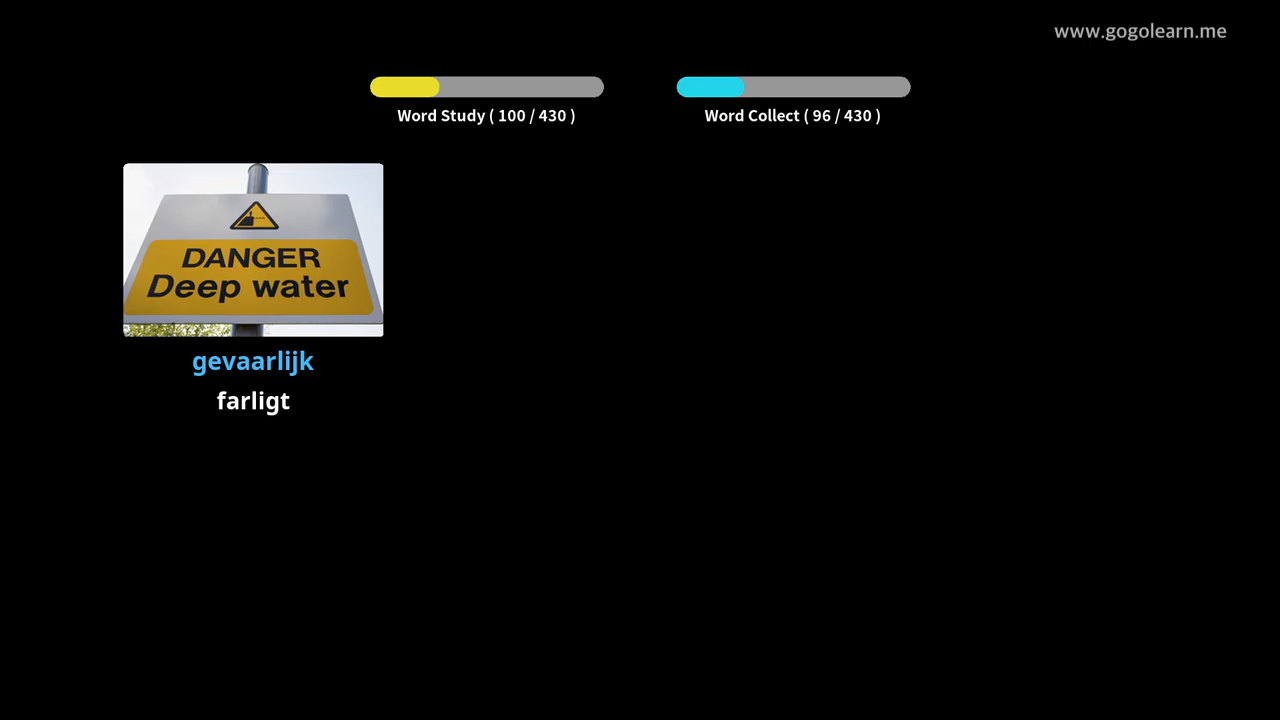 www.gogolearn.me
Word Study ( 100 / 430 )
Word Collect ( 96 / 430 )
DANGER
Deep water
gevaarlijk
farligt